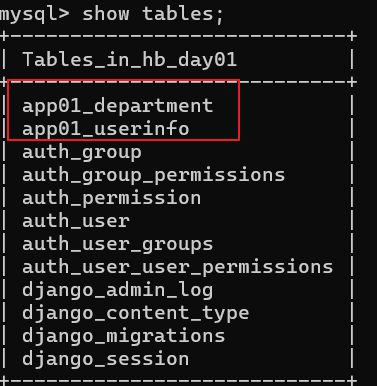 mysql> show tables;
+----------------------------+
| Tables_in_hb_day01         |
+----------------------------+
| app01_department           |
| app01_userinfo             |
| auth_group                 |
| auth_group_permissions     |
| auth_permission            |
| auth_user                  |
| auth_user_groups           |
| auth_user_user_permissions |
| django_admin_log           |
| django_content_type        |
| django_migrations          |
| django_session             |
+----------------------------+